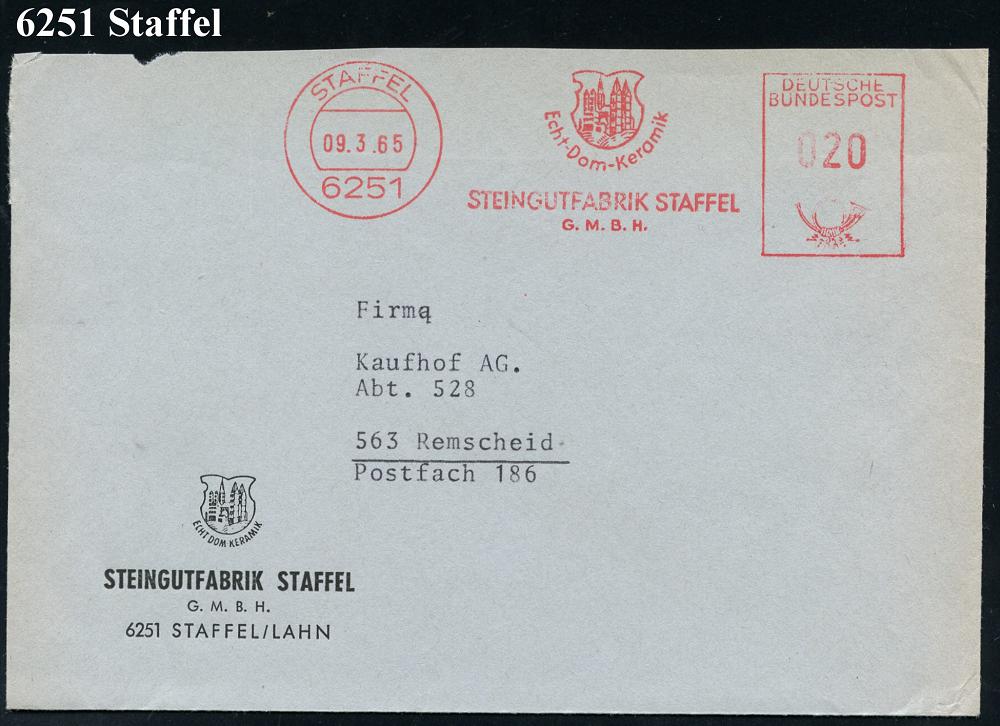 6251 Staffel
STAFFEL
09.3.65
6251
Echt-Dom-Keramik
STEINGUTFABRIK STAFFEL
G. M. B. H.
DEUTSCHE
BUNDESPOST
020
Firma
Kaufhof AG.
Abt. 528
563 Remscheid
Postfach 186
ECHT DOM-KERAMIK
STEINGUTFABRIK STAFFEL
G. M. B. H.
6251 STAFFEL/LAHN